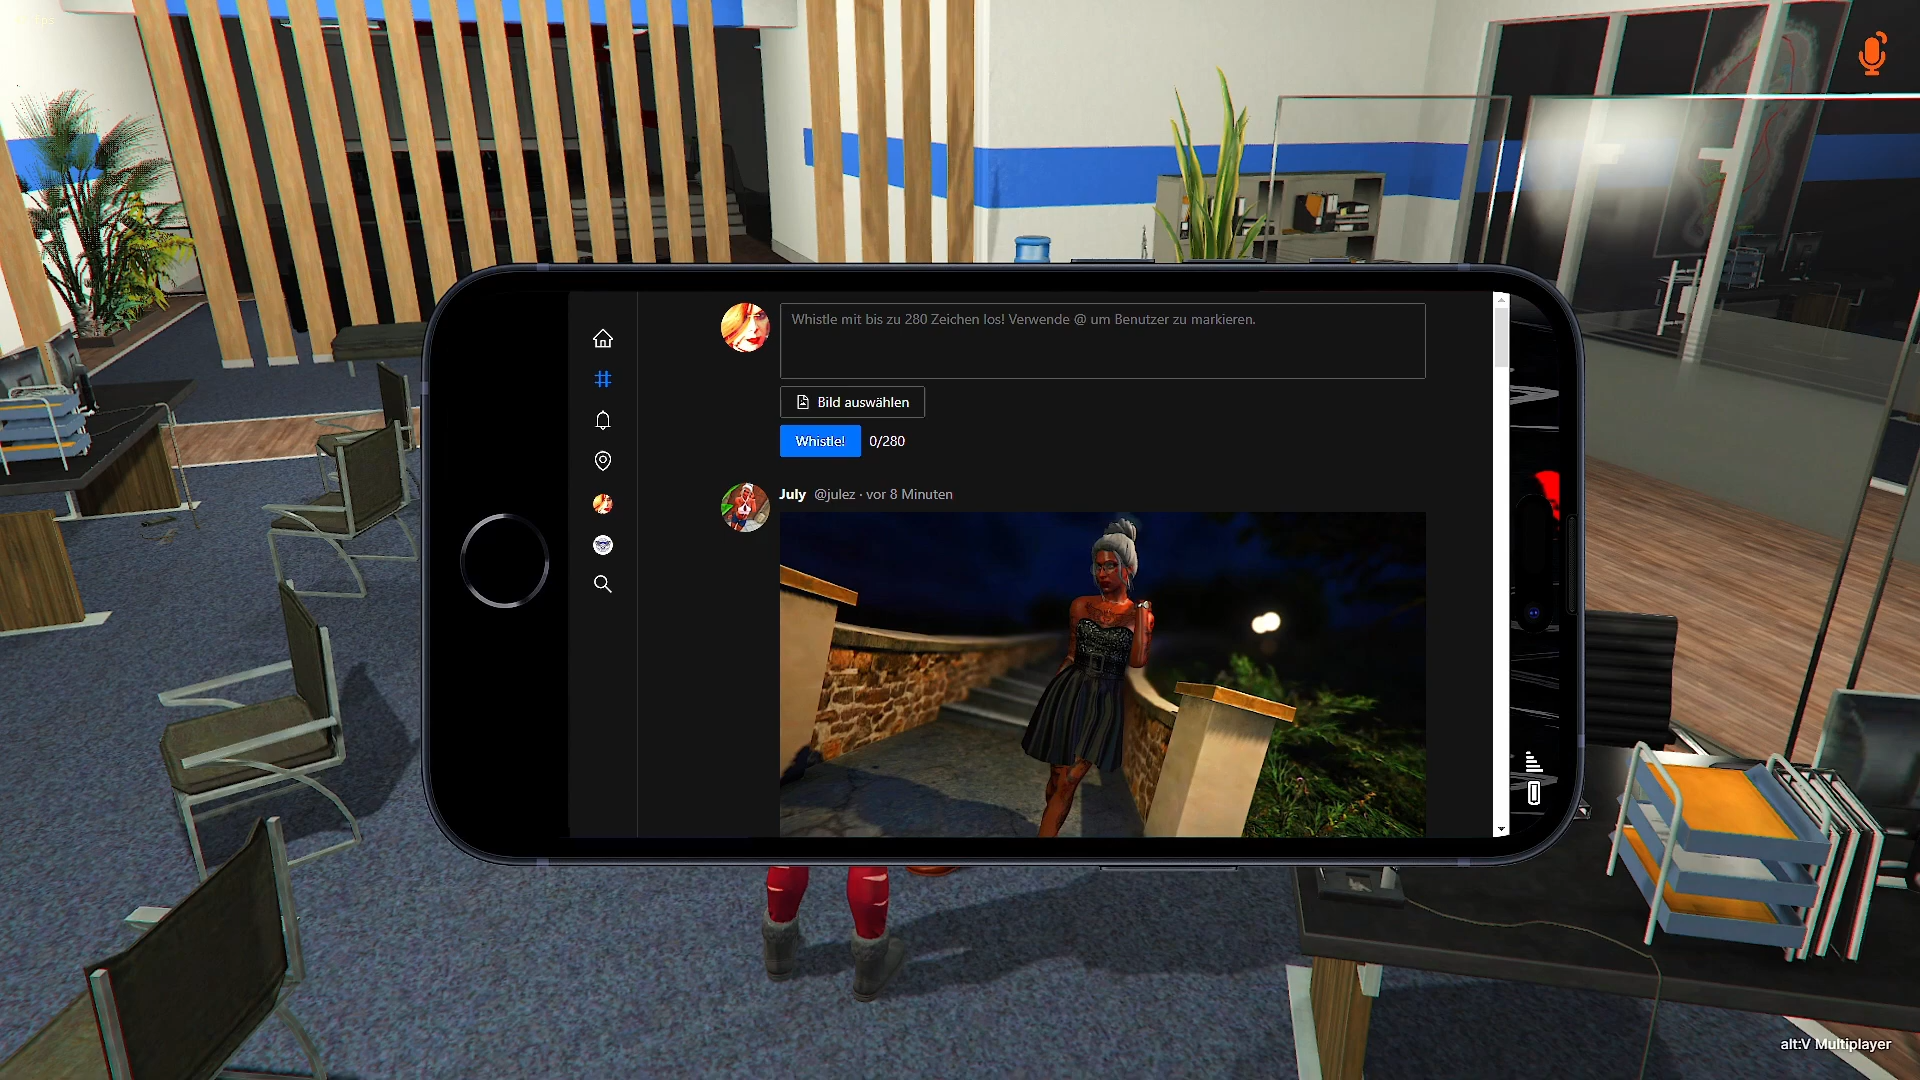 Whistle mit bis zu 280 Zeichen los! Verwende @ um Benutzer zu markieren.
Bild auswählen
Whistle! 0/280
July @julez · vor 8 Minuten
alt:V Multiplayer